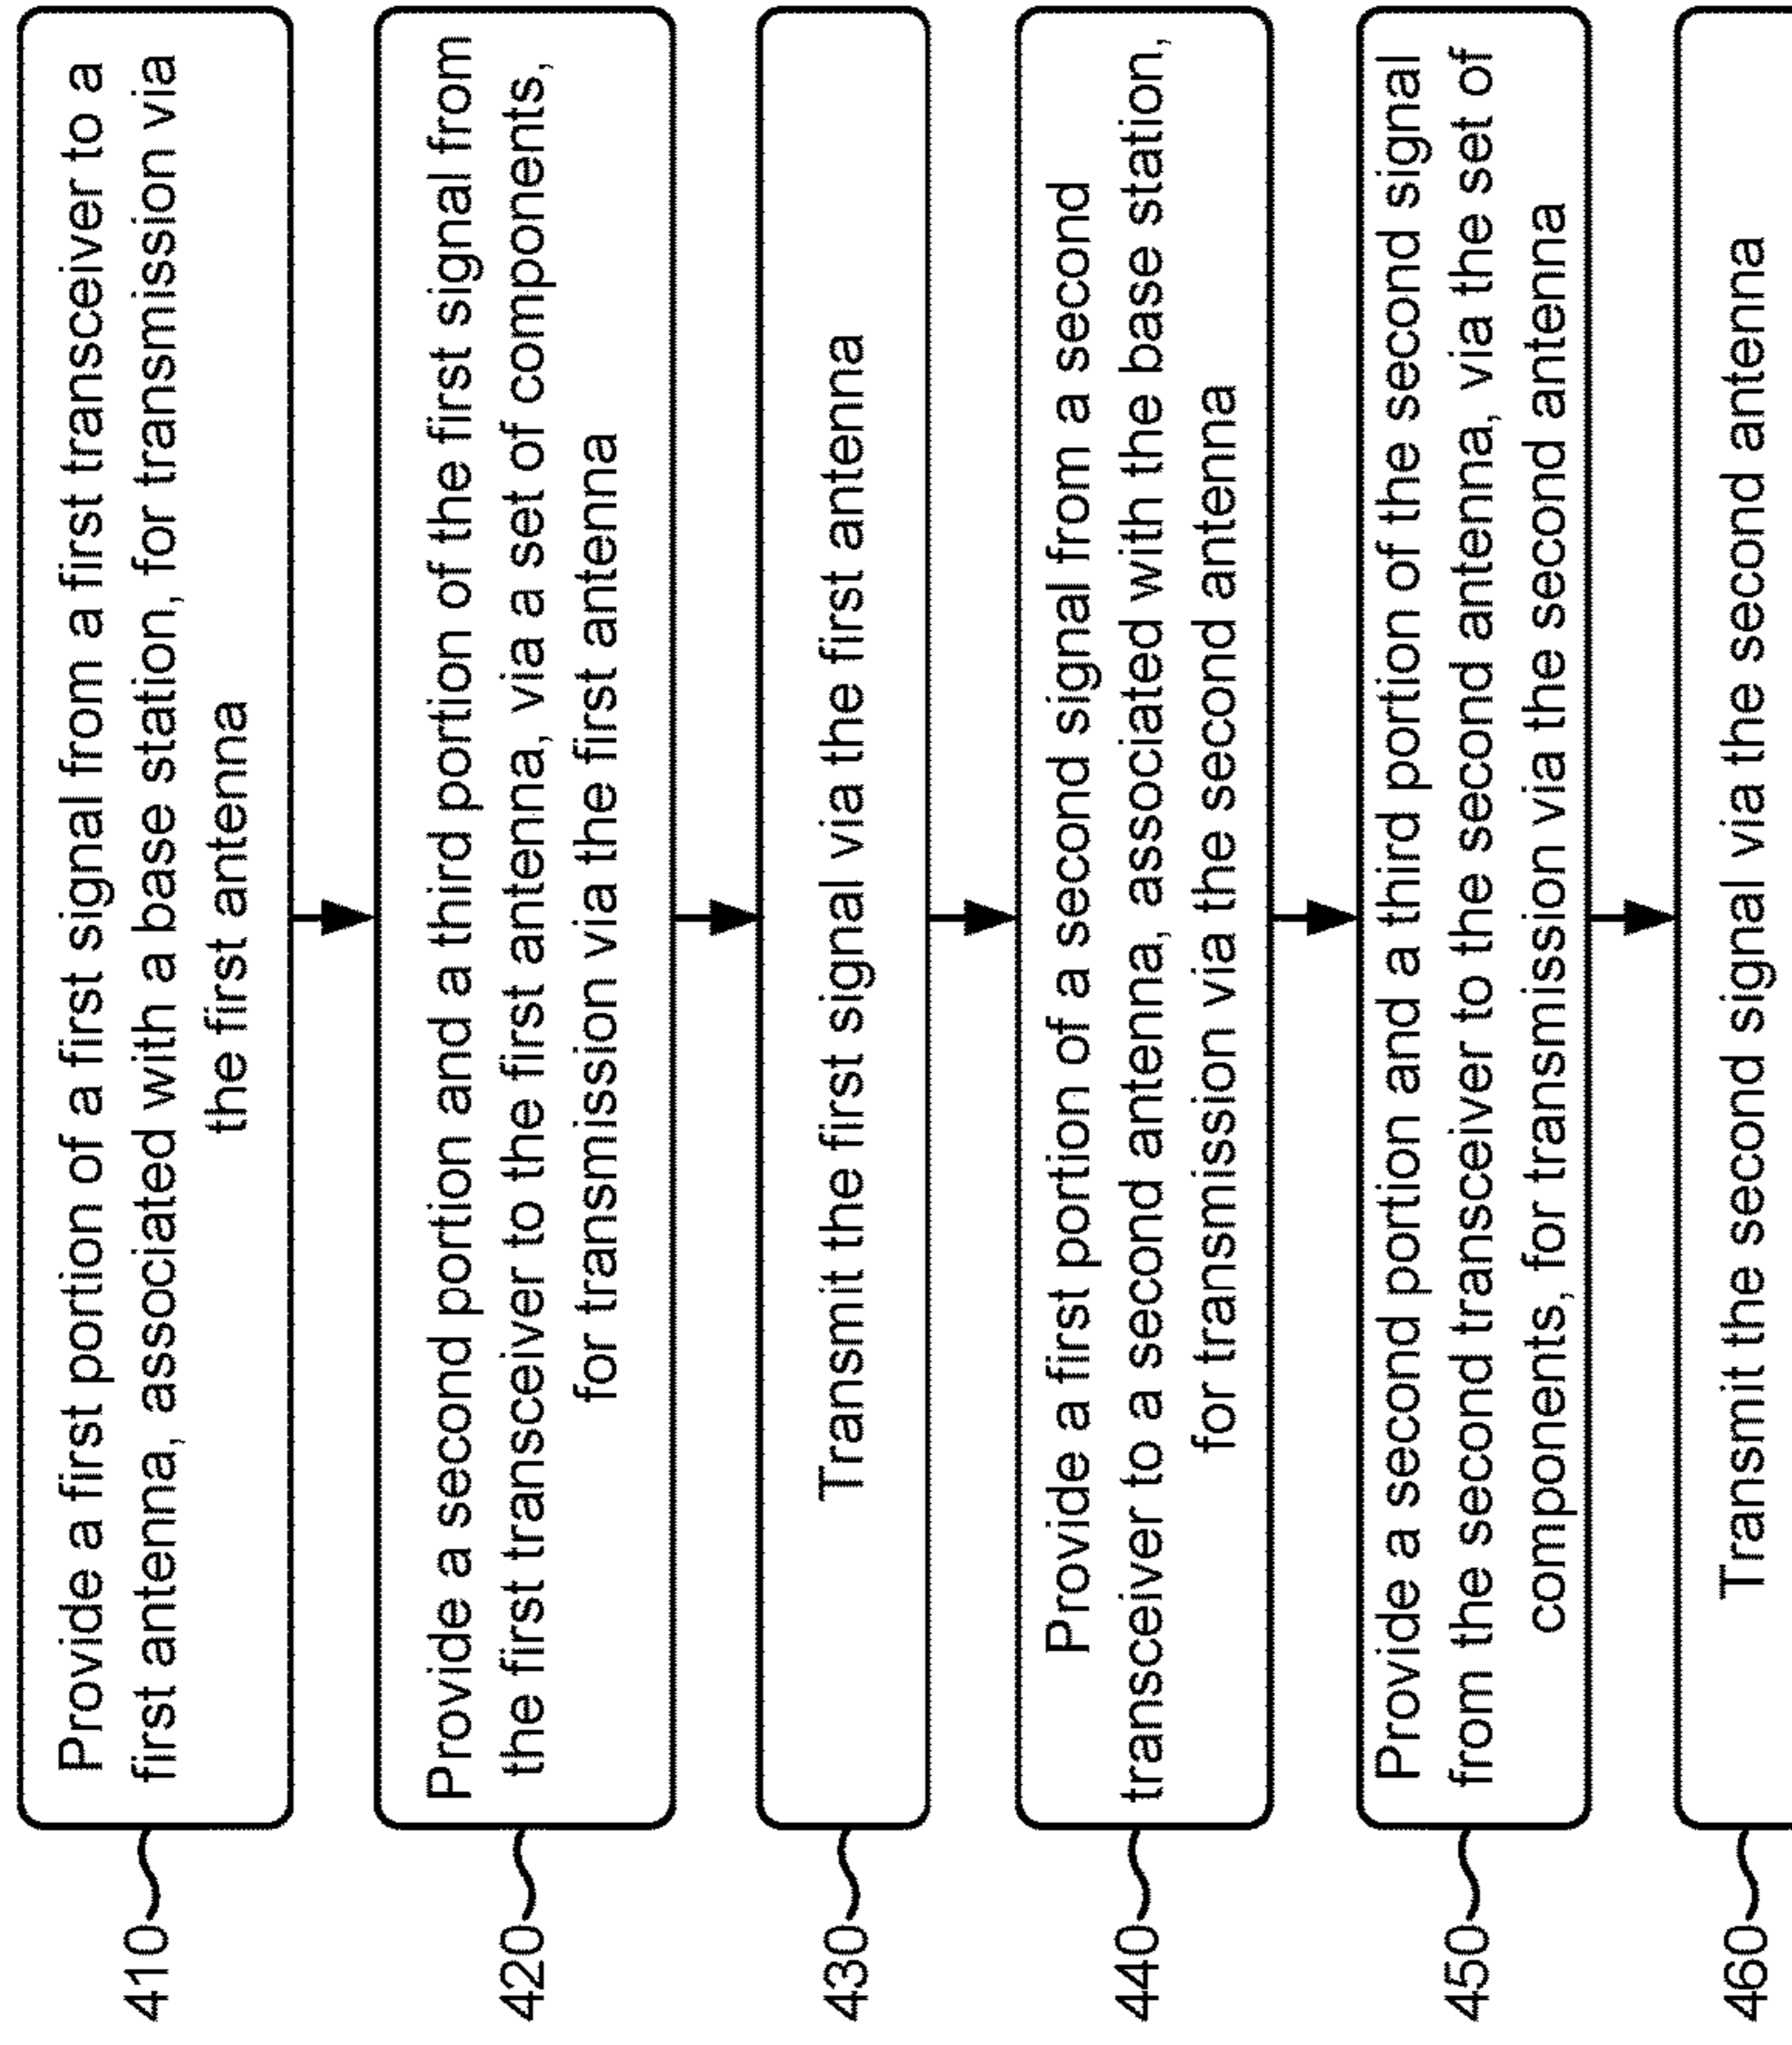 410
Provide a first portion of a first signal from a first transceiver to a
first antenna, associated with a base station, for transmission via
the first antenna
420
Provide a second portion and a third portion of the first signal from
the first transceiver to the first antenna, via a set of components,
for transmission via the first antenna
430
Transmit the first signal via the first antenna
440
Provide a first portion of a second signal from a second
transceiver to a second antenna, associated with the base station,
for transmission via the second antenna
450
Provide a second portion and a third portion of the second signal
from the second transceiver to the second antenna, via the set of
components, for transmission via the second antenna
460
Transmit the second signal via the second antenna